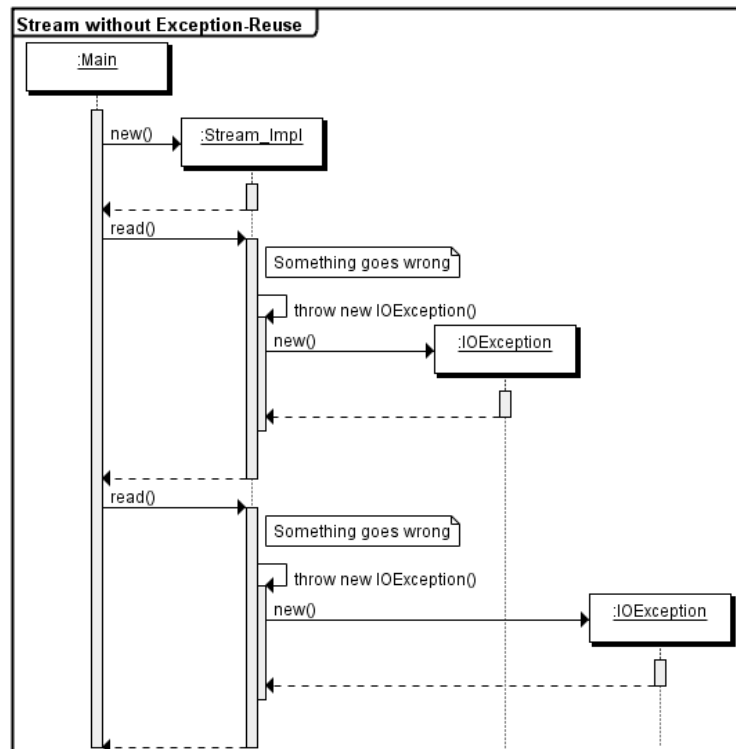 Stream without Exception-Reuse
:Main
new()
:Stream_Impl
read()
Something goes wrong
throw new IOException()
new()
:IOException
read()
Something goes wrong
throw new IOException()
new()
:IOException